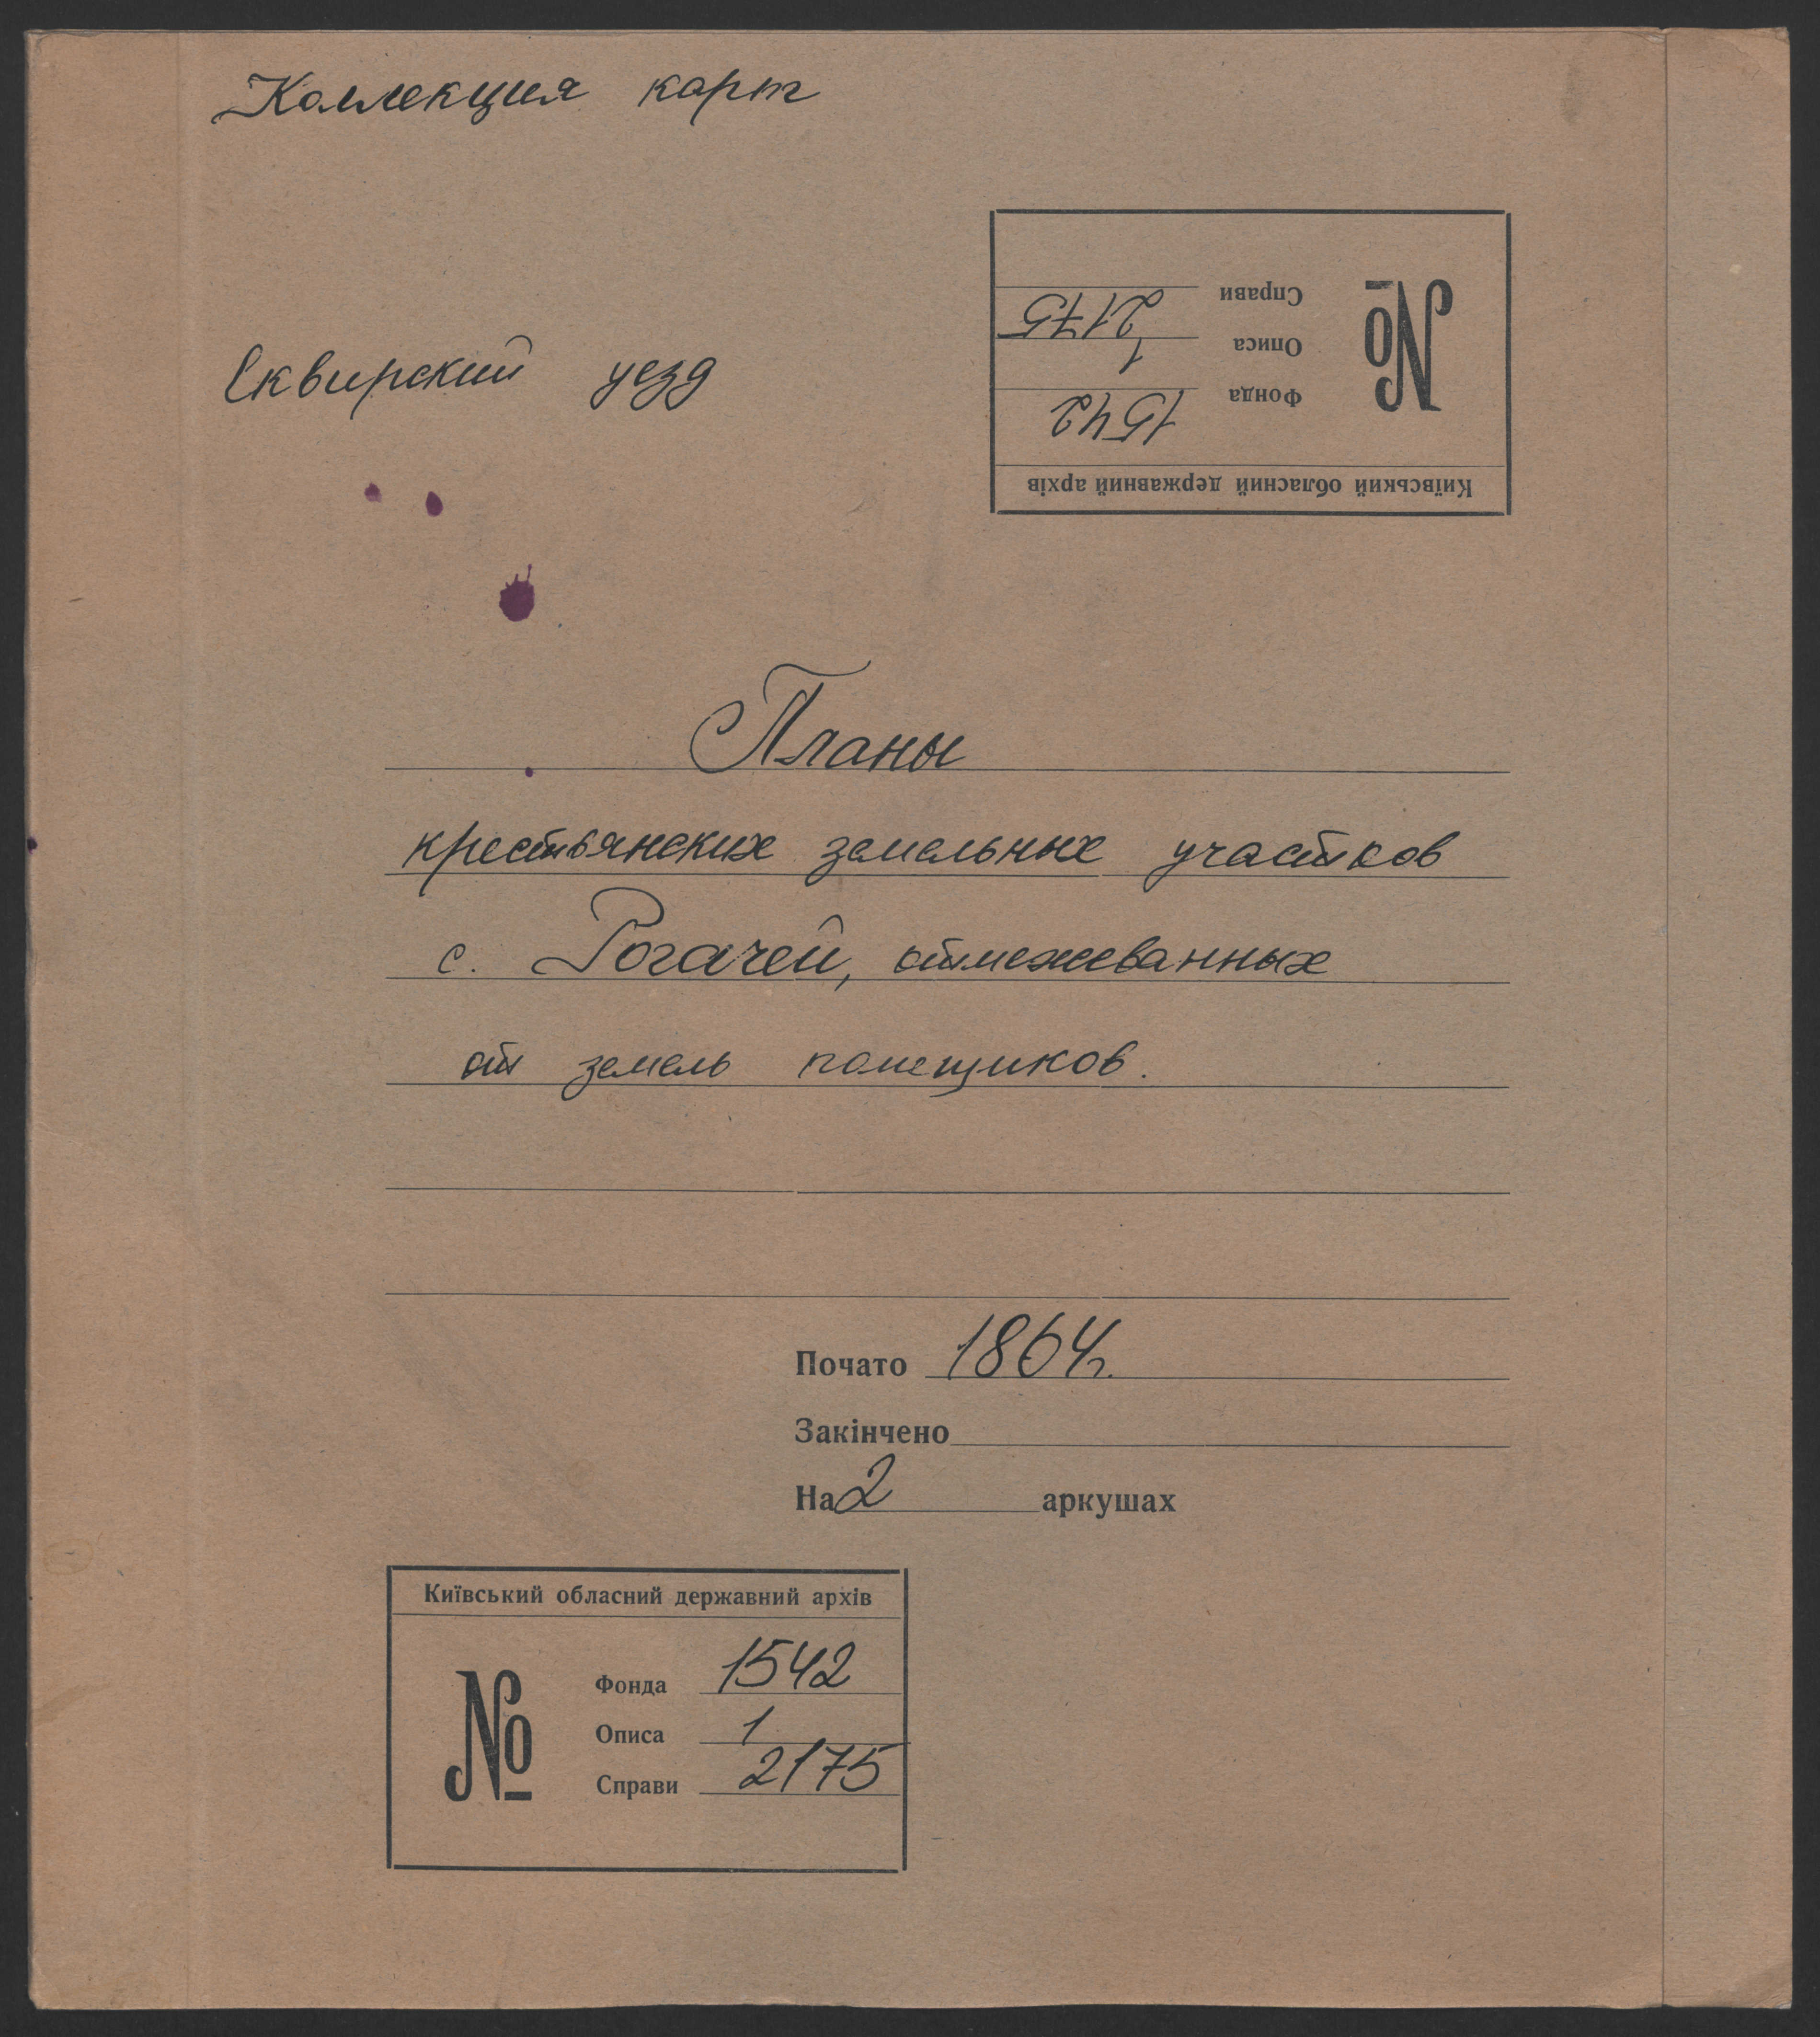 Коллекция карт
Справи 2175
Описа 1
Фонда 1542
Київський обласний державний архів
№
Сквирский уезд
Планы
крестьянских земельных участков
с. Рогачей, отмежеванных
от земель помещиков.
Почато 1864г.
Закінчено
На 2 аркушах
Київський обласний державний архів
№
Фонда 1542
Описа 1
Справи 2175